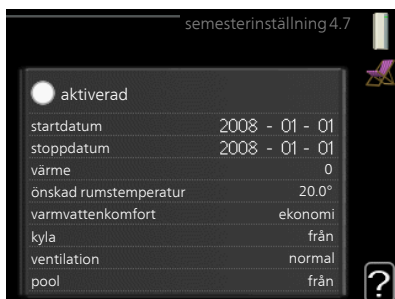 semesterinställning 4.7
aktiverad
startdatum 2008 - 01 - 01
stoppdatum 2008 - 01 - 01
värme 0
önskad rumstemperatur 20.0°
varmvattenkomfort ekonomi
kyla från
ventilation normal
pool från
?